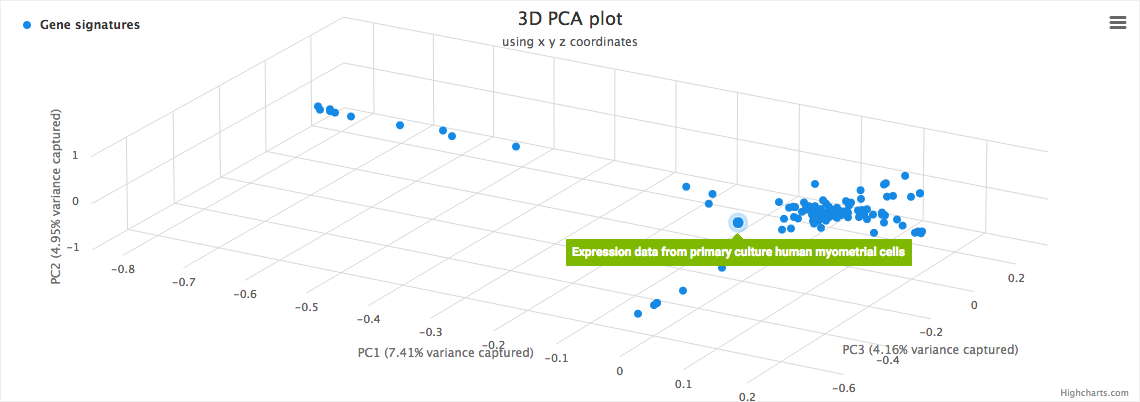 Gene signatures
3D PCA plot
using x y z coordinates
PC2 (4.95% variance captured)
1
0
−1
−0.8
−0.7
−0.6
−0.5
−0.4
−0.3
−0.2
−0.1
0
0.1
0.2
PC1 (7.41% variance captured)
Expression data from primary culture human myometrial cells
0.2
0
−0.2
−0.4
−0.6
PC3 (4.16% variance captured)
Highcharts.com